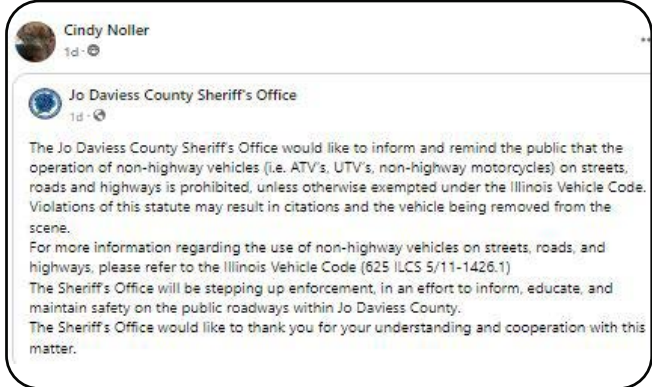 Cindy Noller
1d ·
Jo Daviess County Sheriff's Office
1d ·
The Jo Daviess County Sheriff's Office would like to inform and remind the public that the
operation of non-highway vehicles (i.e. ATV's, UTV's, non-highway motorcycles) on streets,
roads and highways is prohibited, unless otherwise exempted under the Illinois Vehicle Code.
Violations of this statute may result in citations and the vehicle being removed from the
scene.
For more information regarding the use of non-highway vehicles on streets, roads, and
highways, please refer to the Illinois Vehicle Code (625 ILCS 5/11-1426.1)
The Sheriff's Office will be stepping up enforcement, in an effort to inform, educate, and
maintain safety on the public roadways within Jo Daviess County.
The Sheriff's Office would like to thank you for your understanding and cooperation with this
matter.